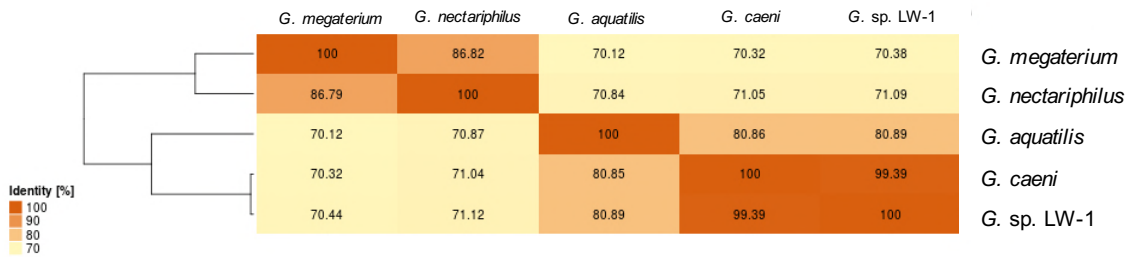 G. megaterium G. nectariphilus G. aquatilis G. caeni G. sp. LW-1
100 86.82 70.12 70.32 70.38 G. megaterium
86.79 100 70.84 71.05 71.09 G. nectariphilus
70.12 70.87 100 80.86 80.89 G. aquatilis
70.32 71.04 80.85 100 99.39 G. caeni
70.44 71.12 80.89 99.39 100 G. sp. LW-1
Identity [%]
100
90
80
70